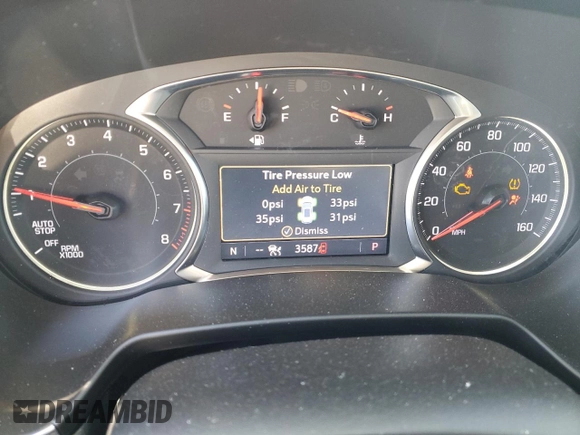 E F
C H
1 2 3 4 5 6 7 8
AUTO STOP
OFF
RPM X1000
Tire Pressure Low
Add Air to Tire
0psi 33psi
35psi 31psi
Dismiss
N -- 3587 P
0 20 40 60 80 100 120 140 160
MPH
DREAMBID